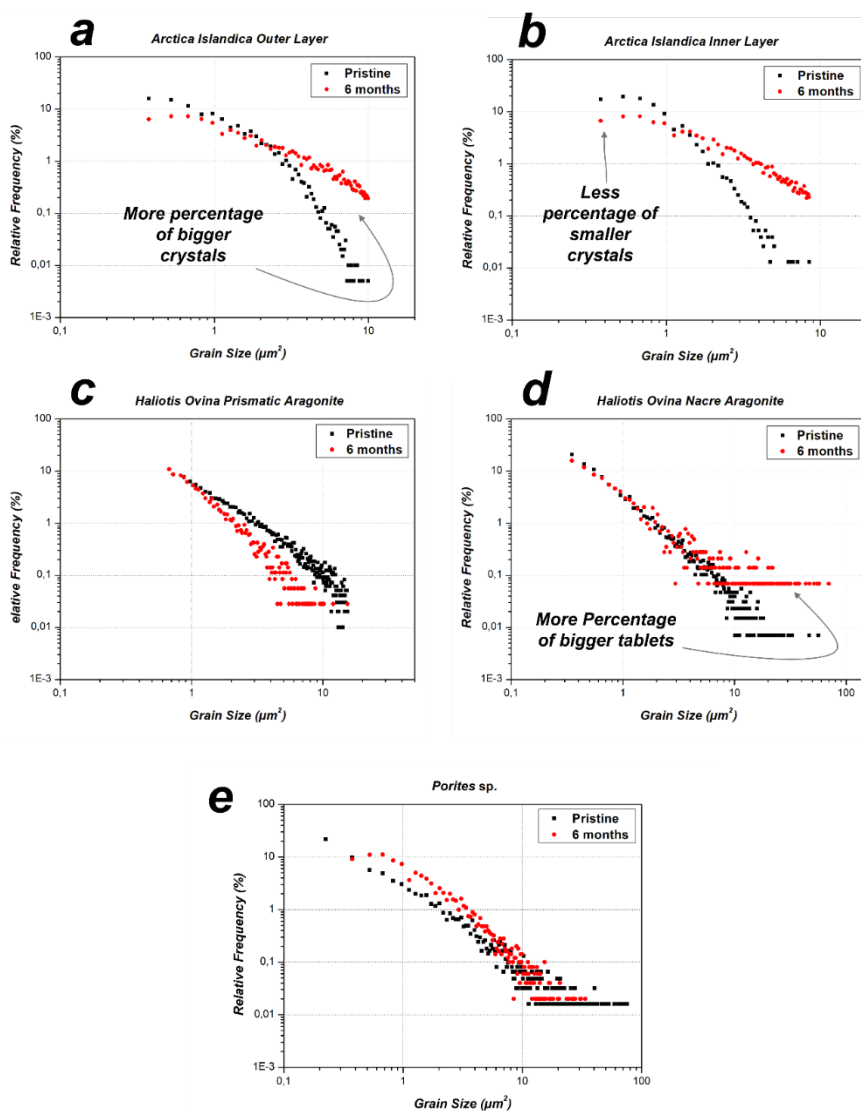 a
Arctica Islandica Outer Layer
Relative Frequency (%)
100
10
1
0,1
0,01
1E-3
Pristine
6 months
More percentage
of bigger
crystals
0,1
1
10
Grain Size (µm²)
b
Arctica Islandica Inner Layer
Relative Frequency (%)
100
10
1
0,1
0,01
1E-3
Pristine
6 months
Less
percentage of
smaller
crystals
0,1
1
10
Grain Size (µm²)
c
Haliotis Ovina Prismatic Aragonite
elative Frequency (%)
100
10
1
0,1
0,01
1E-3
Pristine
6 months
0,1
1
10
Grain Size (µm²)
d
Haliotis Ovina Nacre Aragonite
Relative Frequency (%)
100
10
1
0,1
0,01
1E-3
Pristine
6 months
More Percentage
of bigger tablets
0,1
1
10
100
Grain Size (µm²)
e
Porites sp.
Relative Frequency (%)
100
10
1
0,1
0,01
1E-3
Pristine
6 months
0,1
1
10
100
Grain Size (µm²)